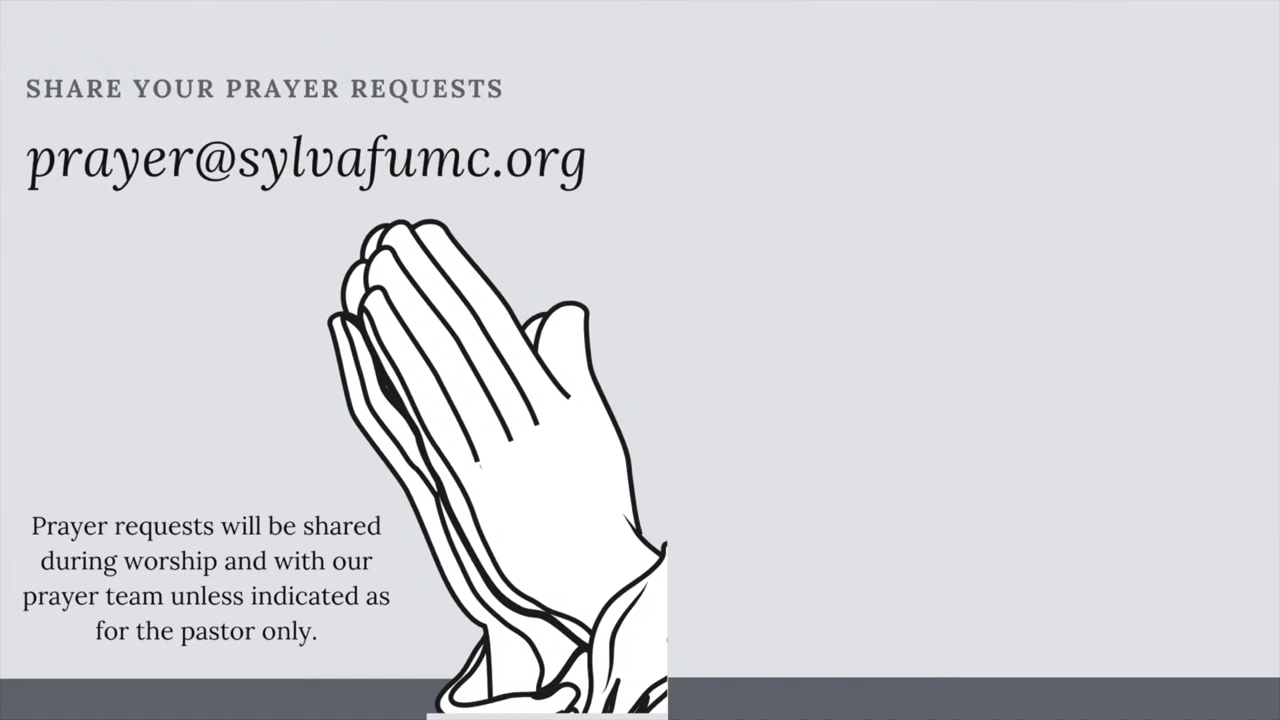 SHARE YOUR PRAYER REQUESTS
prayer@sylvafumc.org
Prayer requests will be shared
during worship and with our
prayer team unless indicated as
for the pastor only.